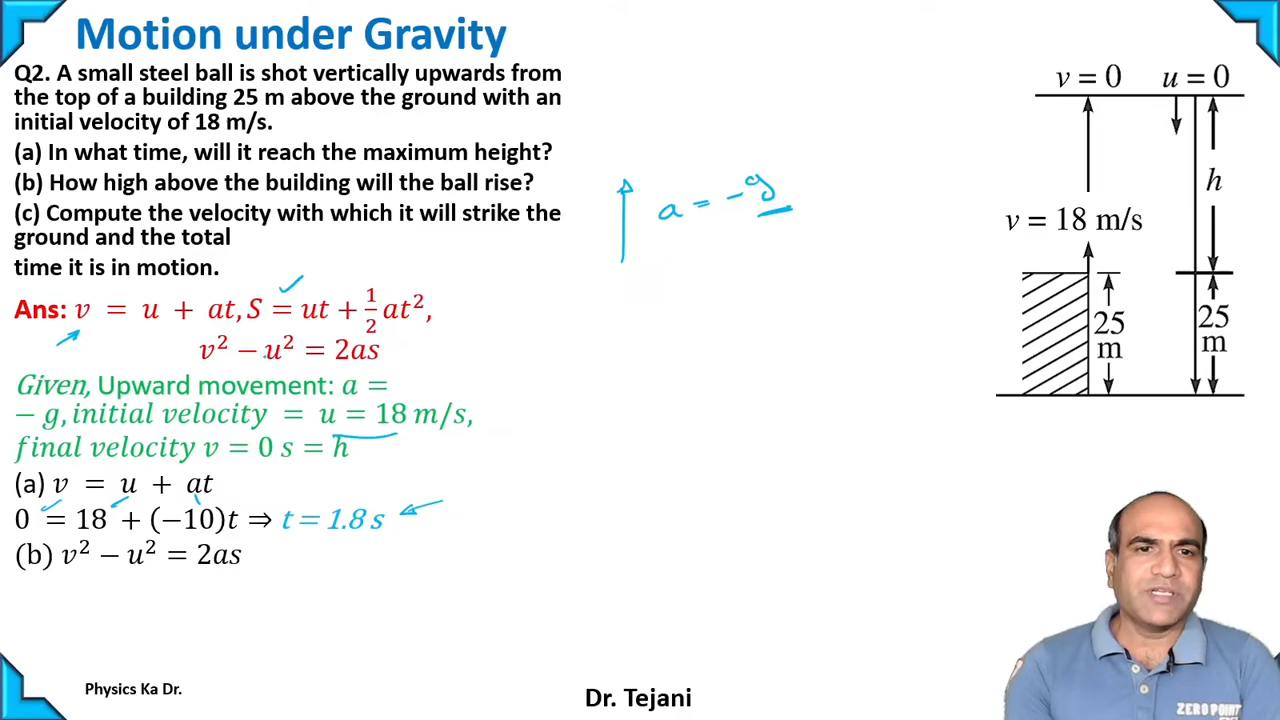 Motion under Gravity
Q2. A small steel ball is shot vertically upwards from
the top of a building 25 m above the ground with an
initial velocity of 18 m/s.
(a) In what time, will it reach the maximum height?
(b) How high above the building will the ball rise?
(c) Compute the velocity with which it will strike the
ground and the total
time it is in motion.
Ans: v = u + at, S = ut + 1/2 at²,
v² − u² = 2as
Given, Upward movement: a =
− g, initial velocity = u = 18 m/s,
final velocity v = 0 s = h
(a) v = u + at
0 = 18 + (−10)t ⇒ t = 1.8 s
(b) v² − u² = 2as
a = -g
v = 0 u = 0
h
v = 18 m/s
25
m
25
m
ZERO POINT
Physics Ka Dr.
Dr. Tejani